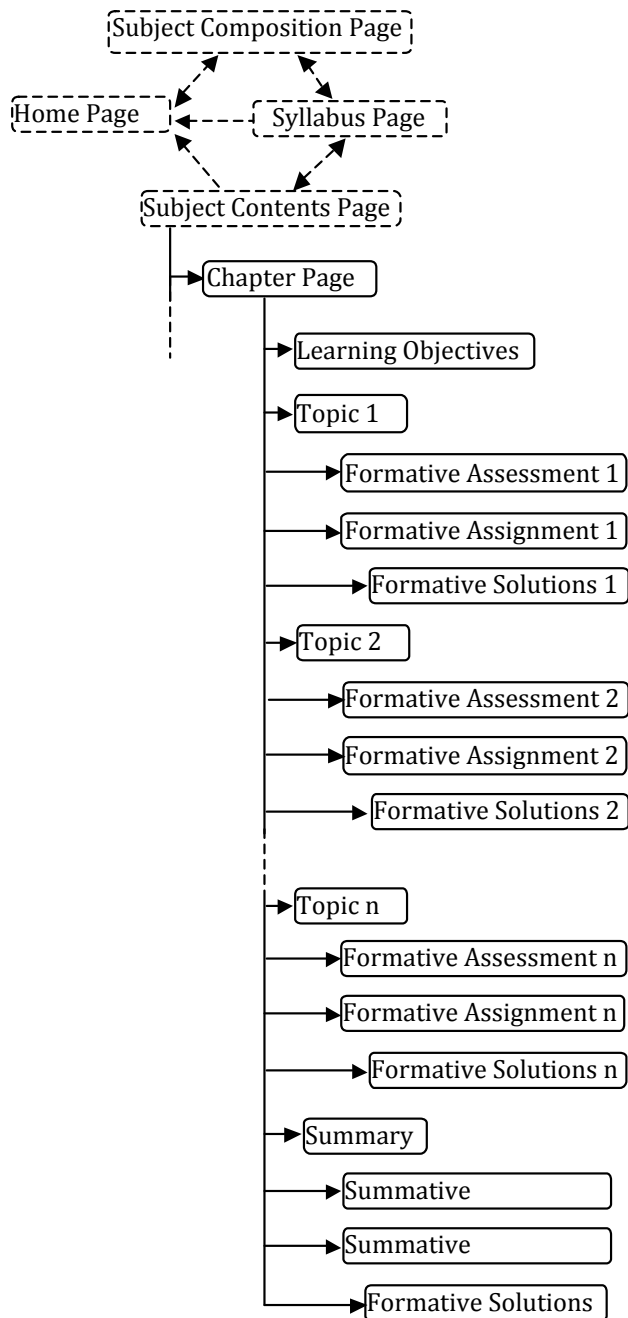 Subject Composition Page
Home Page
Syllabus Page
Subject Contents Page
Chapter Page
Learning Objectives
Topic 1
Formative Assessment 1
Formative Assignment 1
Formative Solutions 1
Topic 2
Formative Assessment 2
Formative Assignment 2
Formative Solutions 2
Topic n
Formative Assessment n
Formative Assignment n
Formative Solutions n
Summary
Summative
Summative
Formative Solutions